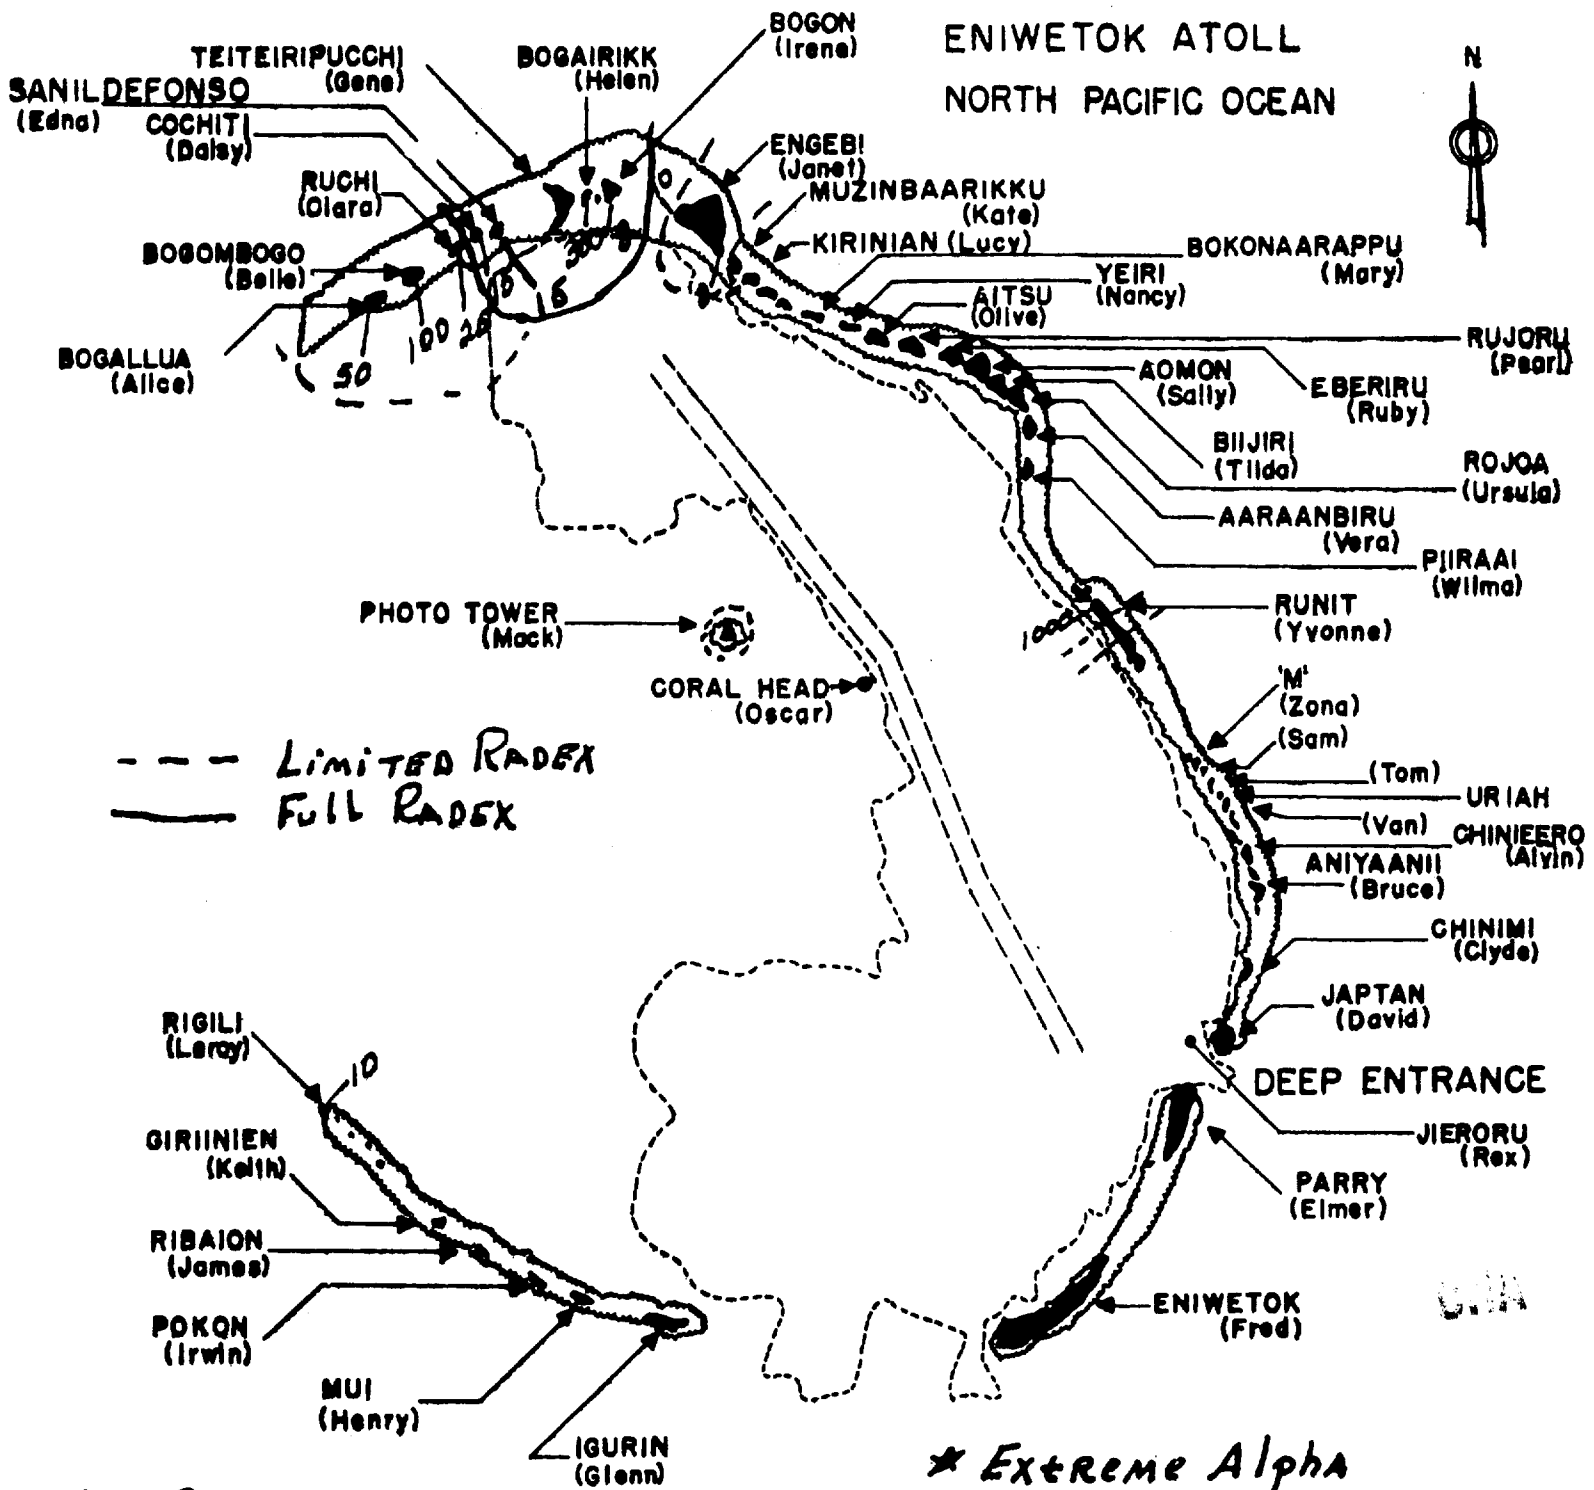 ENIWETOK ATOLL
NORTH PACIFIC OCEAN
N
BOGON
(Irene)
TEITEIRIPUCCHI
(Gene)
BOGAIRIKK
(Helen)
SANILDEFONSO
(Edna)
COCHITI
(Daisy)
RUCHI
(Clara)
BOGOMBOGO
(Belle)
BOGALLUA
(Alice)
ENGEBI
(Janet)
MUZINBAARIKKU
(Kate)
KIRINIAN (Lucy)
BOKONAARAPPU
(Mary)
YEIRI
(Nancy)
AITSU
(Olive)
RUJORU
(Pearl)
AOMON
(Sally)
EBERIRU
(Ruby)
BIIJIRI
(Tilda)
ROJOA
(Ursula)
AARAANBIRU
(Vera)
PIIRAAI
(Wilma)
50
100
1000
PHOTO TOWER
(Mack)
RUNIT
(Yvonne)
CORAL HEAD
(Oscar)
'M'
(Zona)
(Sam)
(Tom)
URIAH
(Van)
CHINIEERO
(Alvin)
ANIYAANII
(Bruce)
CHINIMI
(Clyde)
JAPTAN
(David)
DEEP ENTRANCE
JIERORU
(Rex)
PARRY
(Elmer)
ENIWETOK
(Fred)
--- Limited Radex
Full Radex
RIGILI
(Leroy)
10
GIRIINIEN
(Keith)
RIBAION
(James)
POKON
(Irwin)
MUI
(Henry)
IGURIN
(Glenn)
* Extreme Alpha